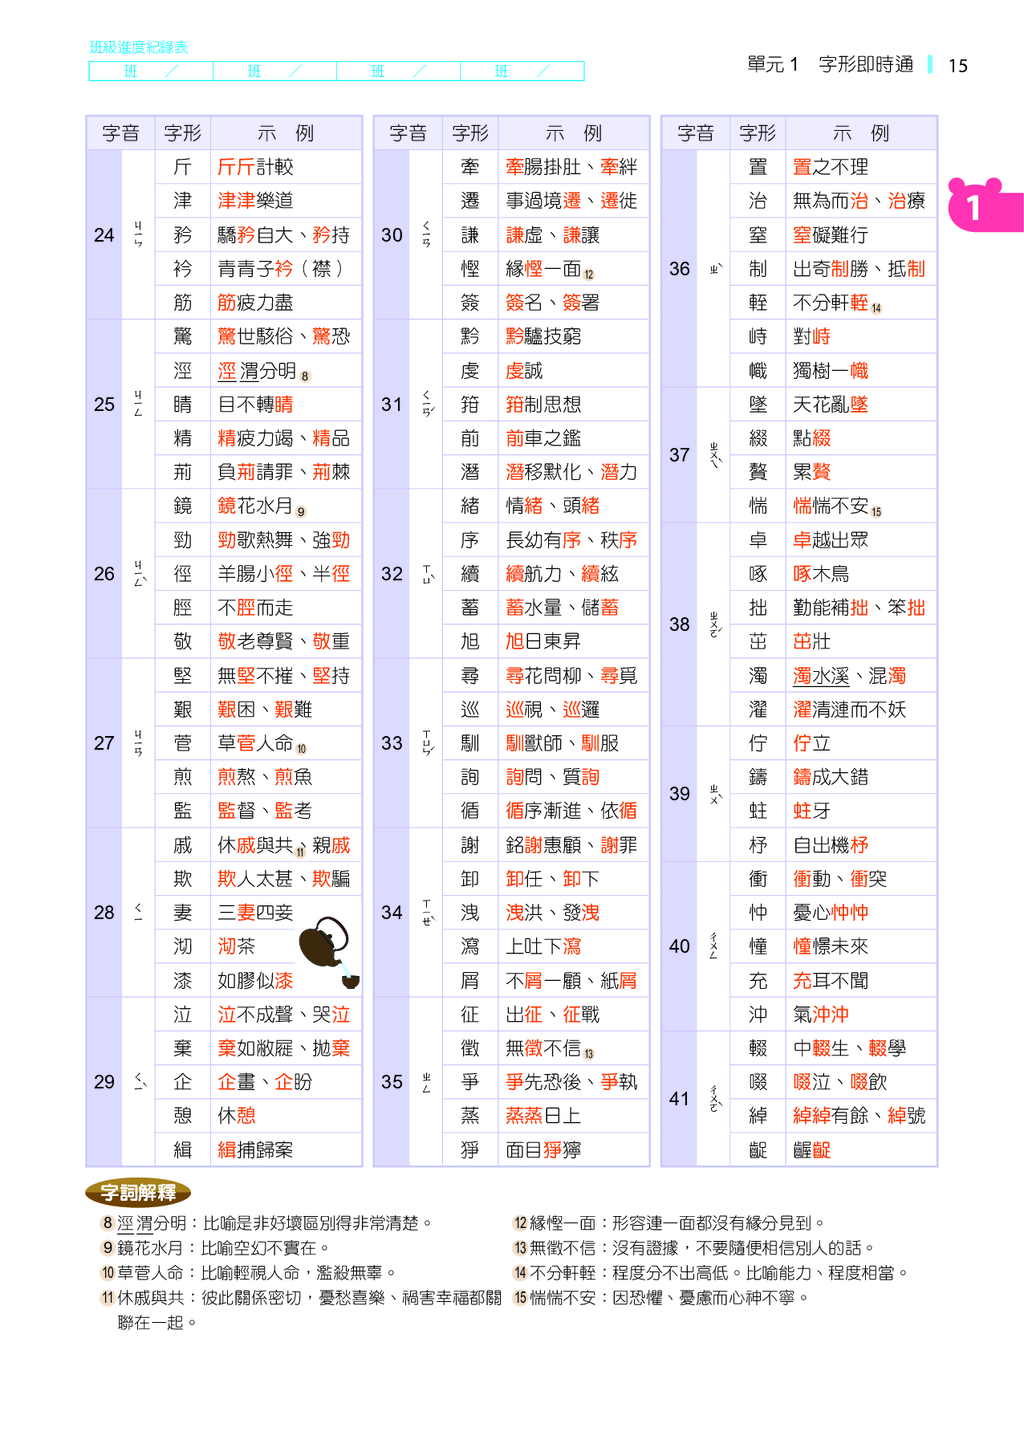 班級進度紀錄表
班　／　班　／　班　／　班　／
單元 1　字形即時通　15
1
字音　字形　示　例
24　ㄐㄧㄣ
斤　斤斤計較
津　津津樂道
矜　驕矜自大、矜持
衿　青青子衿（襟）
筋　筋疲力盡
25　ㄐㄧㄥ
驚　驚世駭俗、驚恐
涇　涇渭分明8
睛　目不轉睛
精　精疲力竭、精品
荊　負荊請罪、荊棘
26　ㄐㄧㄥˋ
鏡　鏡花水月9
勁　勁歌熱舞、強勁
徑　羊腸小徑、半徑
脛　不脛而走
敬　敬老尊賢、敬重
27　ㄐㄧㄢ
堅　無堅不摧、堅持
艱　艱困、艱難
菅　草菅人命10
煎　煎熬、煎魚
監　監督、監考
28　ㄑㄧ
戚　休戚與共11、親戚
欺　欺人太甚、欺騙
妻　三妻四妾
沏　沏茶
漆　如膠似漆
29　ㄑㄧˋ
泣　泣不成聲、哭泣
棄　棄如敝屣、拋棄
企　企畫、企盼
憩　休憩
緝　緝捕歸案
字音　字形　示　例
30　ㄑㄧㄢ
牽　牽腸掛肚、牽絆
遷　事過境遷、遷徙
謙　謙虛、謙讓
慳　緣慳一面12
簽　簽名、簽署
31　ㄑㄧㄢˊ
黔　黔驢技窮
虔　虔誠
箝　箝制思想
前　前車之鑑
潛　潛移默化、潛力
32　ㄒㄩˋ
緒　情緒、頭緒
序　長幼有序、秩序
續　續航力、續絃
蓄　蓄水量、儲蓄
旭　旭日東昇
33　ㄒㄩㄣˊ
尋　尋花問柳、尋覓
巡　巡視、巡邏
馴　馴獸師、馴服
詢　詢問、質詢
循　循序漸進、依循
34　ㄒㄧㄝˋ
謝　銘謝惠顧、謝罪
卸　卸任、卸下
洩　洩洪、發洩
瀉　上吐下瀉
屑　不屑一顧、紙屑
35　ㄓㄥ
征　出征、征戰
徵　無徵不信13
爭　爭先恐後、爭執
蒸　蒸蒸日上
猙　面目猙獰
字音　字形　示　例
36　ㄓˋ
置　置之不理
治　無為而治、治療
窒　窒礙難行
制　出奇制勝、抵制
輊　不分軒輊14
峙　對峙
幟　獨樹一幟
37　ㄓㄨㄟˋ
墜　天花亂墜
綴　點綴
贅　累贅
惴　惴惴不安15
38　ㄓㄨㄛˊ
卓　卓越出眾
啄　啄木鳥
拙　勤能補拙、笨拙
茁　茁壯
濁　濁水溪、混濁
濯　濯清漣而不妖
39　ㄓㄨˋ
佇　佇立
鑄　鑄成大錯
蛀　蛀牙
杼　自出機杼
40　ㄔㄨㄥ
衝　衝動、衝突
忡　憂心忡忡
憧　憧憬未來
充　充耳不聞
沖　氣沖沖
41　ㄔㄨㄛˋ
輟　中輟生、輟學
啜　啜泣、啜飲
綽　綽綽有餘、綽號
齪　齷齪
字詞解釋
8 涇渭分明：比喻是非好壞區別得非常清楚。
9 鏡花水月：比喻空幻不實在。
10 草菅人命：比喻輕視人命，濫殺無辜。
11 休戚與共：彼此關係密切，憂愁喜樂、禍害幸福都關
聯在一起。
12 緣慳一面：形容連一面都沒有緣分見到。
13 無徵不信：沒有證據，不要隨便相信別人的話。
14 不分軒輊：程度分不出高低。比喻能力、程度相當。
15 惴惴不安：因恐懼、憂慮而心神不寧。